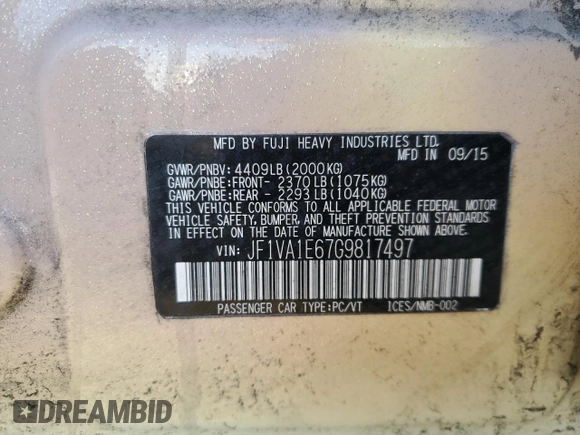 MFD BY FUJI HEAVY INDUSTRIES LTD.
MFD IN 09/15
GVWR/PNBV: 4409LB(2000KG)
GAWR/PNBE:FRONT- 2370LB(1075KG)
GAWR/PNBE:REAR - 2293LB(1040KG)
THIS VEHICLE CONFORMS TO ALL APPLICABLE FEDERAL MOTOR
VEHICLE SAFETY, BUMPER, AND THEFT PREVENTION STANDARDS
IN EFFECT ON THE DATE OF MANUFACTURE SHOWN ABOVE.
VIN: JF1VA1E67G9817497
PASSENGER CAR TYPE:PC/VT ICES/NMB-002
DREAMBID